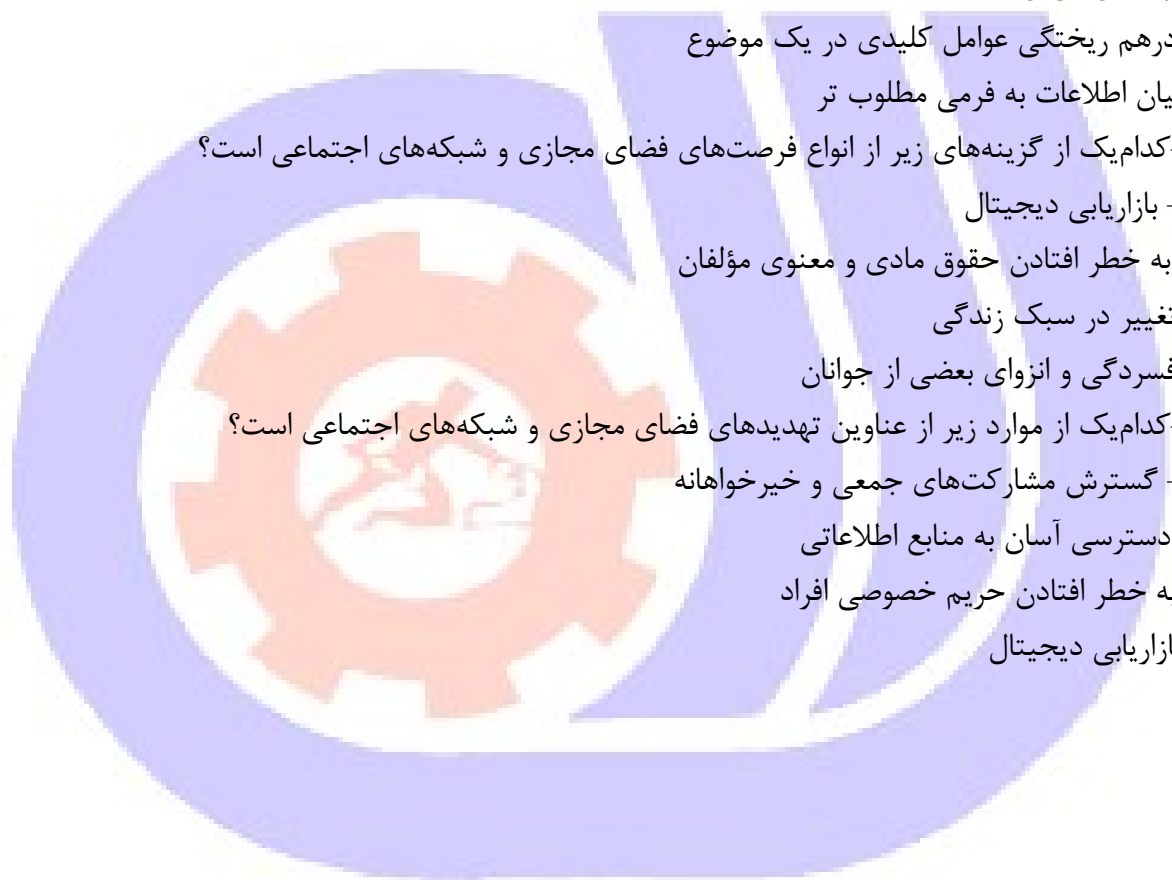 درهم ریختگی عوامل کلیدی در یک موضوع
یان اطلاعات به فرمی مطلوب تر
کدام‌یک از گزینه‌های زیر از انواع فرصت‌های فضای مجازی و شبکه‌های اجتماعی است؟
- بازاریابی دیجیتال
به خطر افتادن حقوق مادی و معنوی مؤلفان
تغییر در سبک زندگی
فسردگی و انزوای بعضی از جوانان
کدام‌یک از موارد زیر از عناوین تهدیدهای فضای مجازی و شبکه‌های اجتماعی است؟
- گسترش مشارکت‌های جمعی و خیرخواهانه
دسترسی آسان به منابع اطلاعاتی
به خطر افتادن حریم خصوصی افراد
ازاریابی دیجیتال